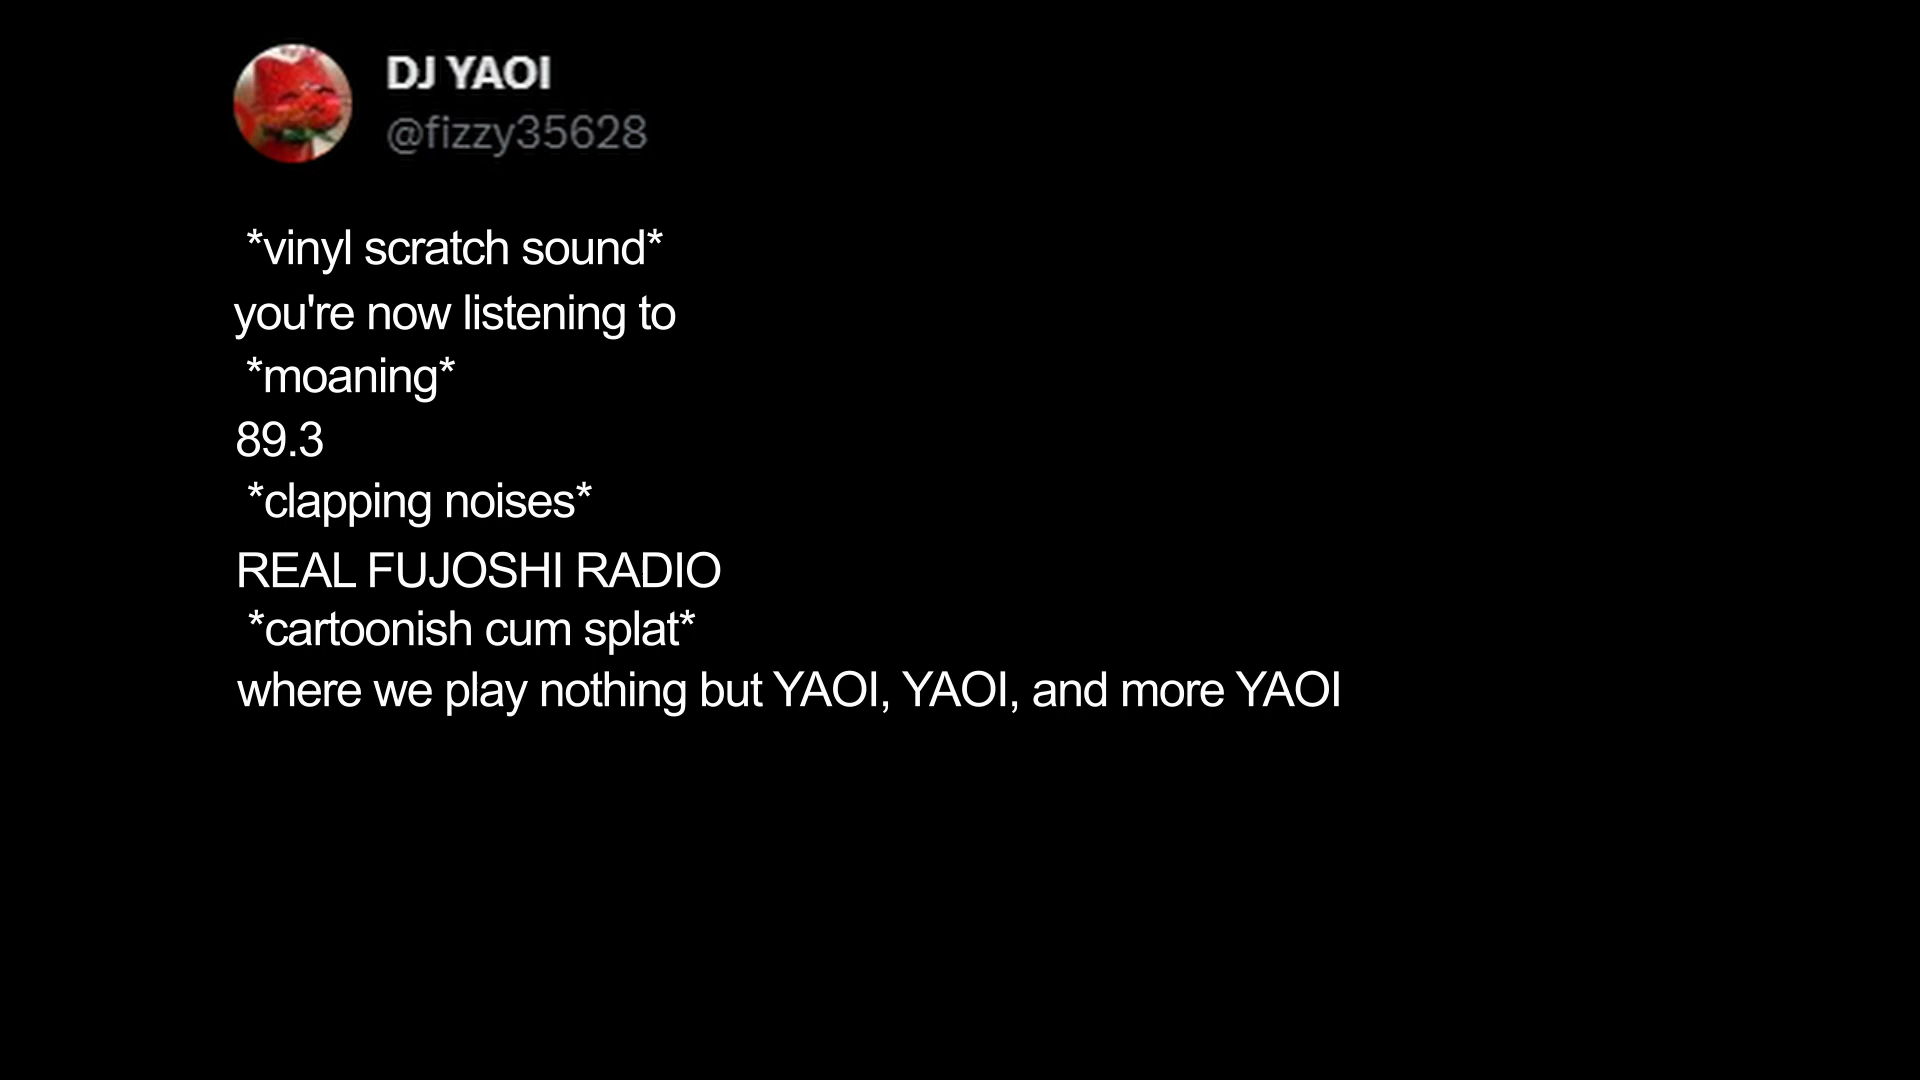 DJ YAOI
@fizzy35628
*vinyl scratch sound*
you're now listening to
*moaning*
89.3
*clapping noises*
REAL FUJOSHI RADIO
*cartoonish cum splat*
where we play nothing but YAOI, YAOI, and more YAOI